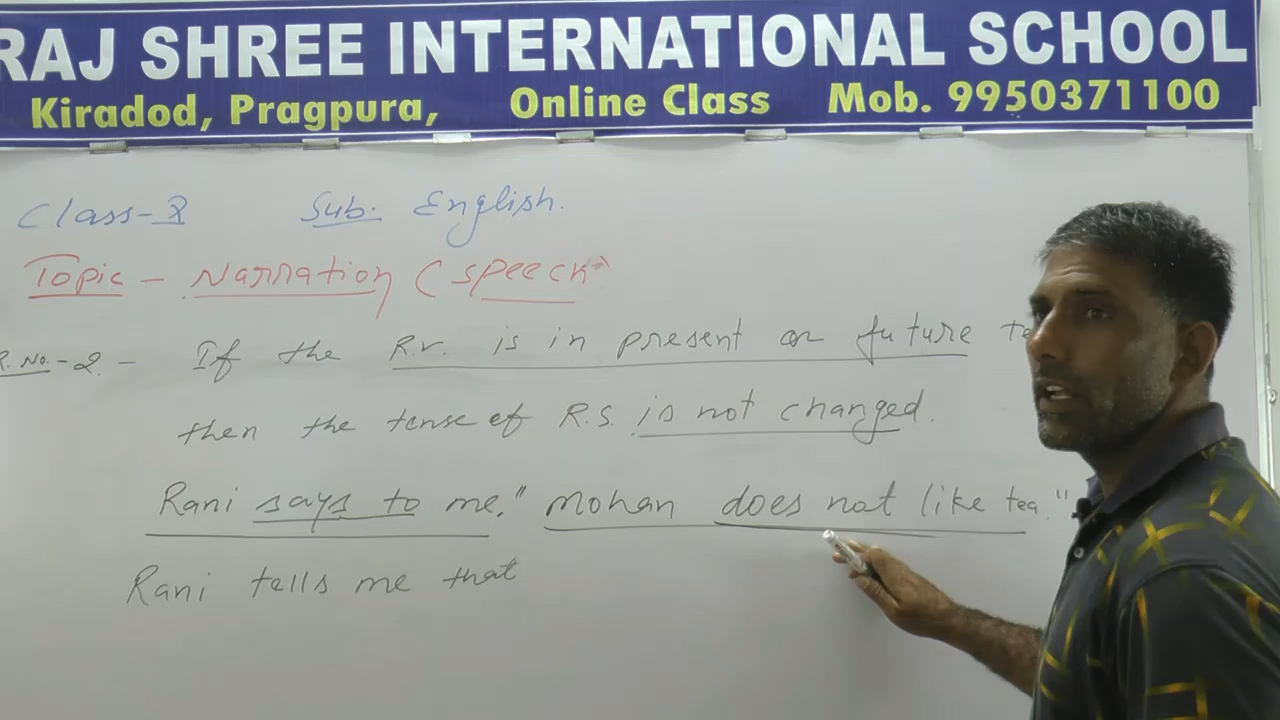 RAJ SHREE INTERNATIONAL SCHOOL
Kiradod, Pragpura, Online Class Mob. 9950371100
Class-X Sub. English.
Topic - Narration (speech)
R. No.-2 - If the R.V. is in present or future
then the tense of R.S. is not changed.
Rani says to me, "Mohan does not like tea."
Rani tells me that